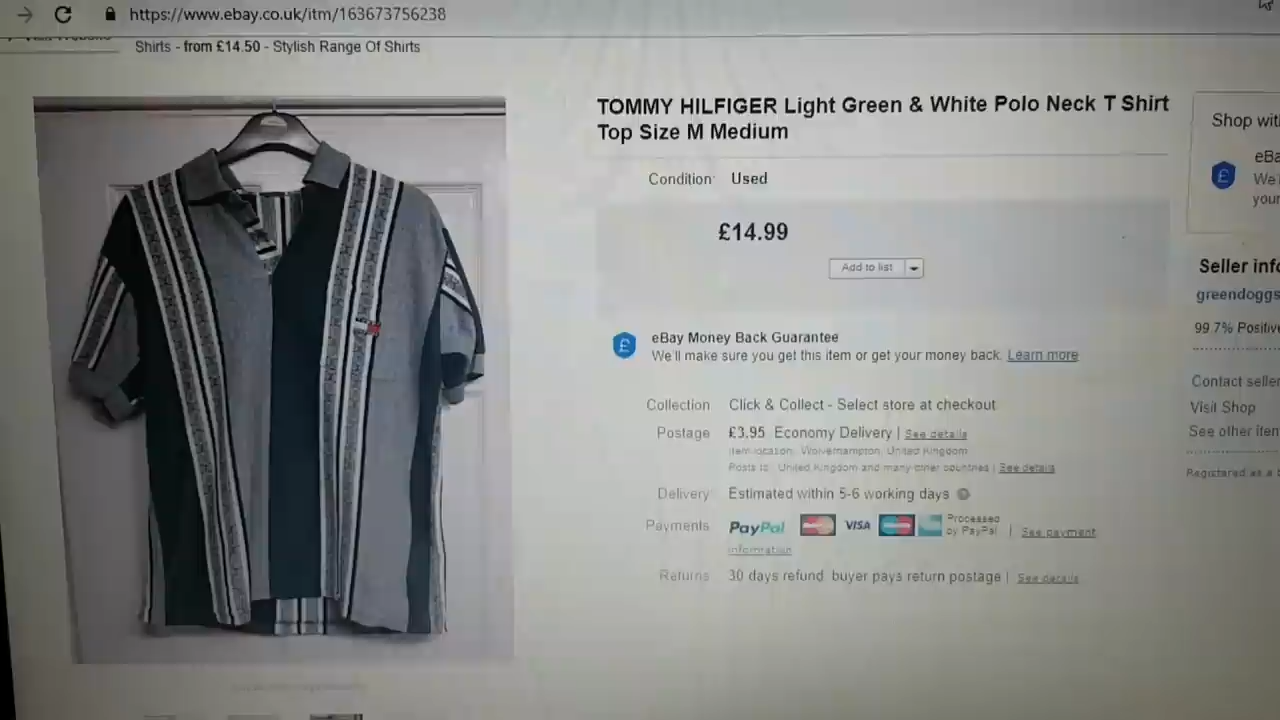 https://www.ebay.co.uk/itm/163673756238
Shirts - from £14.50 - Stylish Range Of Shirts
TOMMY HILFIGER Light Green & White Polo Neck T Shirt
Top Size M Medium
Shop wit
Condition: Used
eBa
We'l
your
£14.99
Add to list
Seller info
greendoggs
99.7% Positive
eBay Money Back Guarantee
We'll make sure you get this item or get your money back. Learn more
Contact seller
Visit Shop
See other item
Registered as a
Collection Click & Collect - Select store at checkout
Postage £3.95 Economy Delivery | See details
Item location: Wolverhampton, United Kingdom
Posts to: United Kingdom and many other countries | See details
Delivery Estimated within 5-6 working days
Payments PayPal VISA Processed by PayPal | See payment
information
Returns 30 days refund, buyer pays return postage | See details